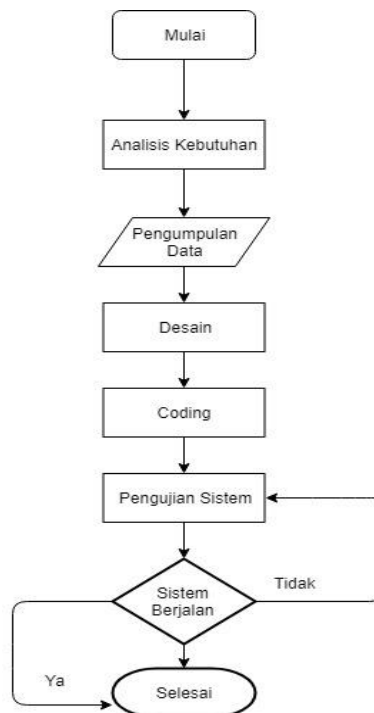 Mulai
Analisis Kebutuhan
Pengumpulan
Data
Desain
Coding
Pengujian Sistem
Sistem
Berjalan
Tidak
Ya
Selesai